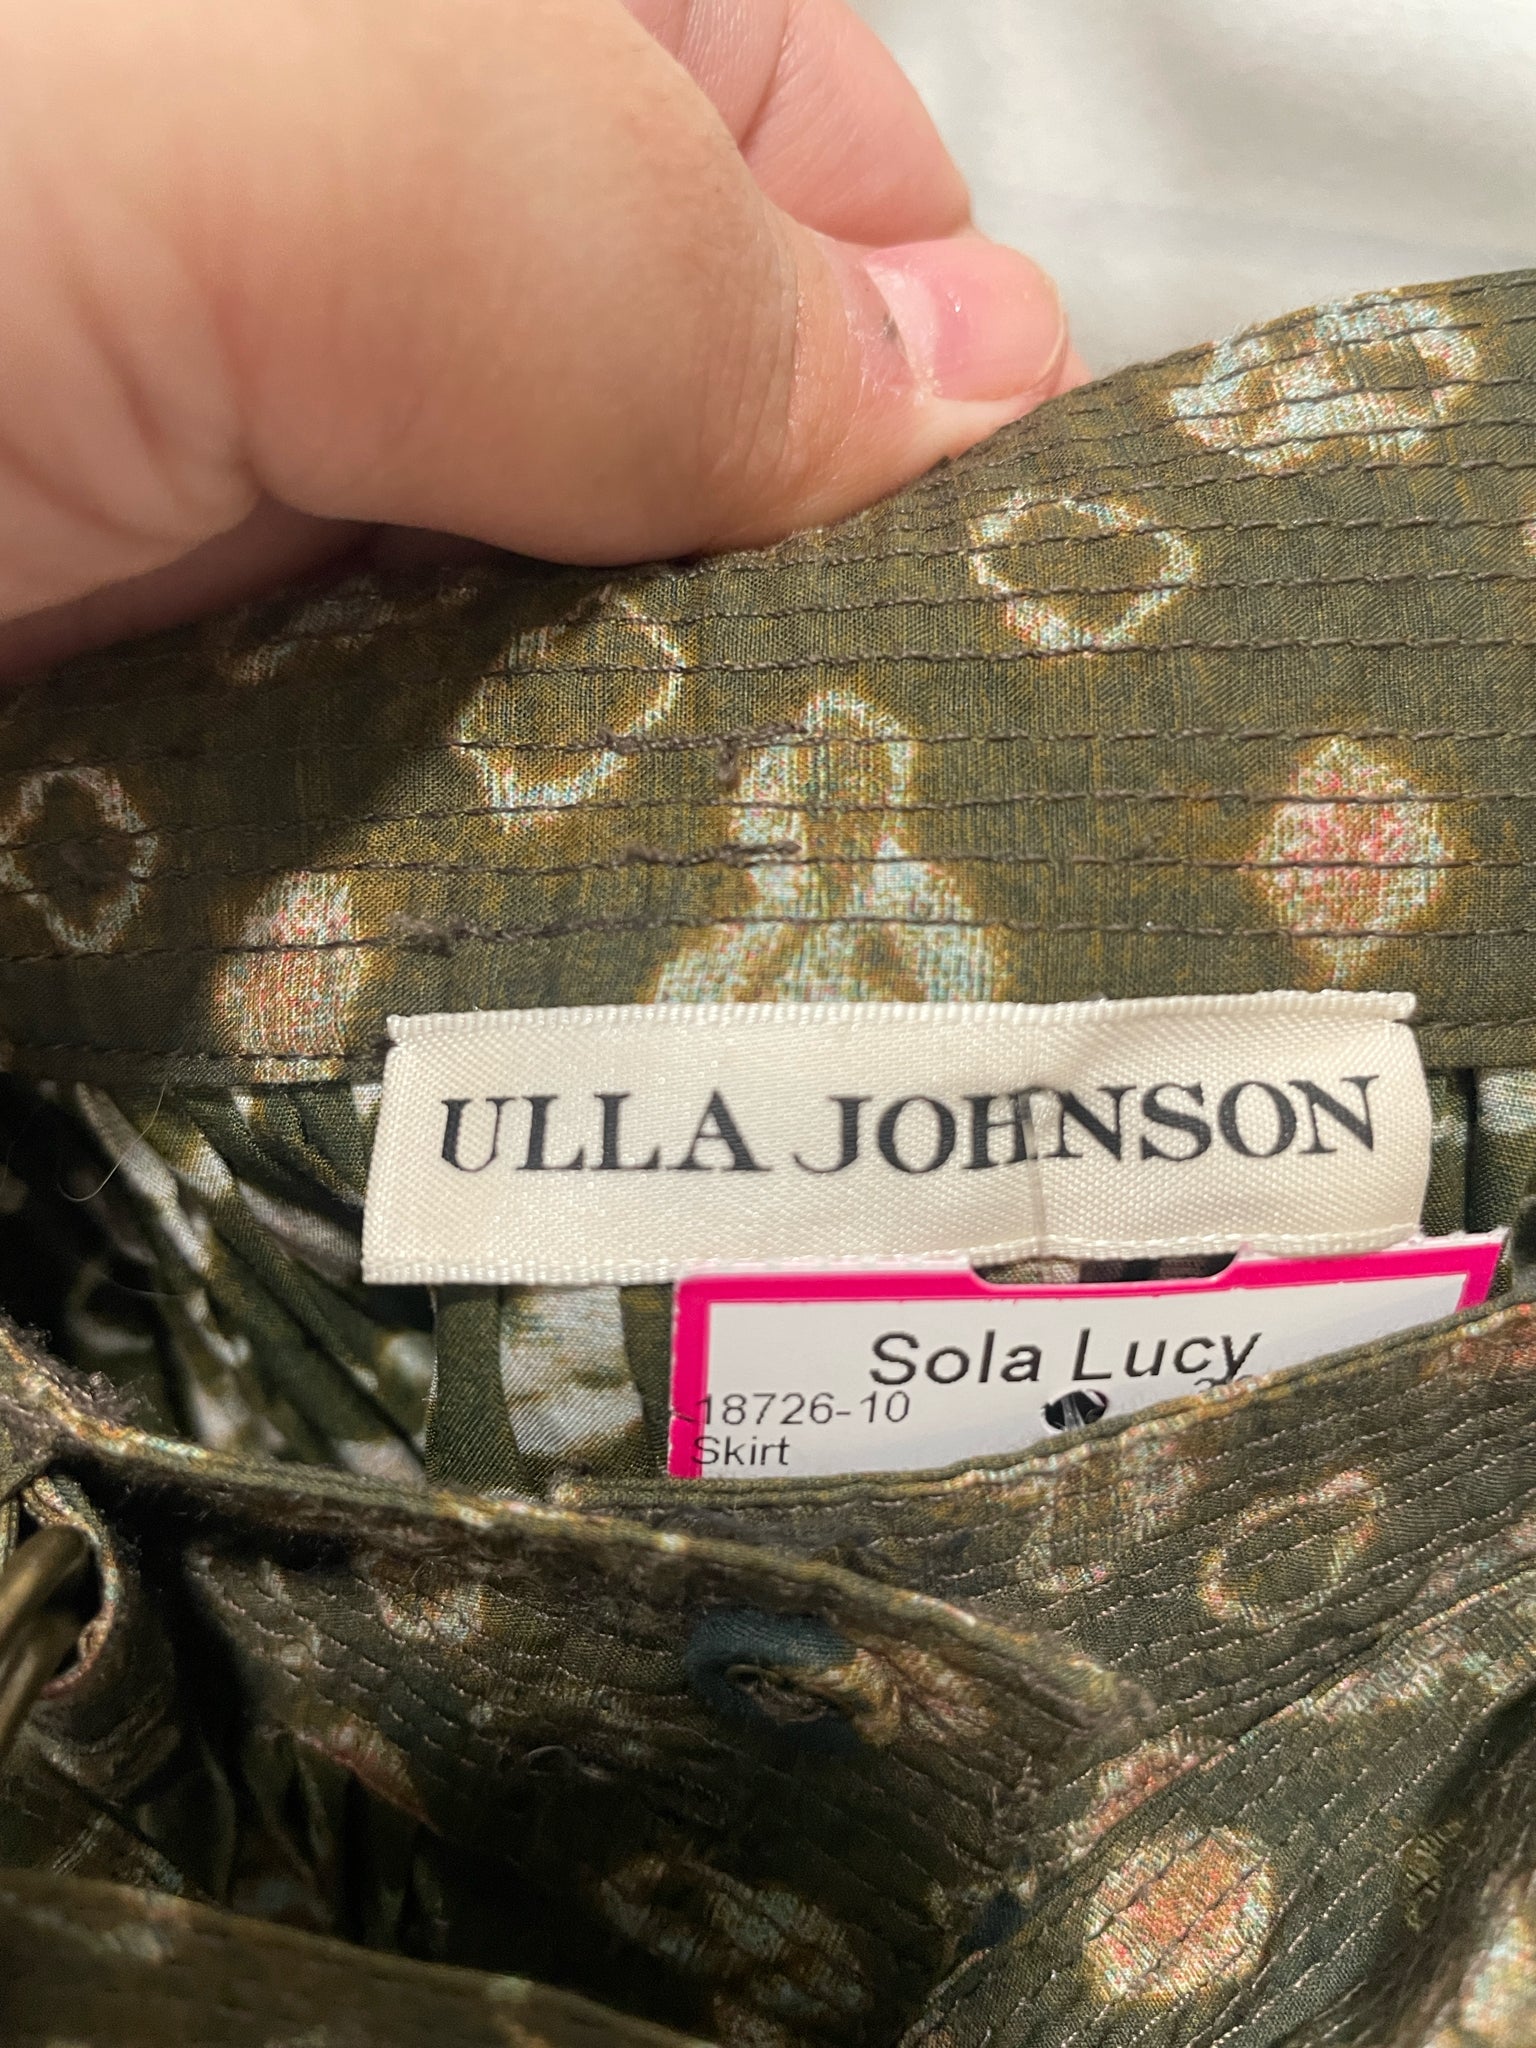 ULLA JOHNSON
Sola Lucy
18726-10
Skirt